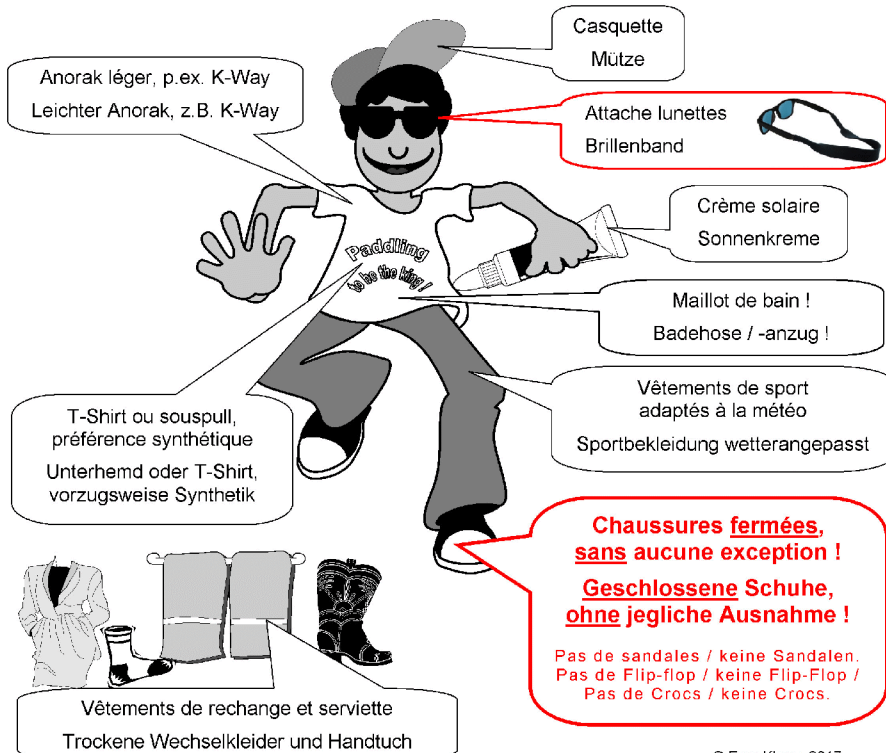 Casquette
Mütze
Anorak léger, p.ex. K-Way
Leichter Anorak, z.B. K-Way
Attache lunettes
Brillenband
Crème solaire
Sonnenkreme
Paddling
to be the king !
Maillot de bain !
Badehose / -anzug !
Vêtements de sport
adaptés à la météo
Sportbekleidung wetterangepasst
T-Shirt ou souspull,
préférence synthétique
Unterhemd oder T-Shirt,
vorzugsweise Synthetik
Chaussures fermées,
sans aucune exception !
Geschlossene Schuhe,
ohne jegliche Ausnahme !
Pas de sandales / keine Sandalen.
Pas de Flip-flop / keine Flip-Flop /
Pas de Crocs / keine Crocs.
Vêtements de rechange et serviette
Trockene Wechselkleider und Handtuch